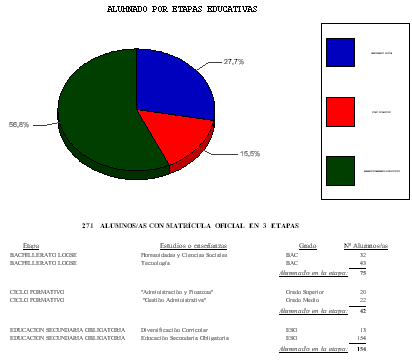 ALUMNADO POR ETAPAS EDUCATIVAS
27,7%
56,8%
15,5%
271 ALUMNOS/AS CON MATRÍCULA OFICIAL EN 3 ETAPAS
Etapa Estudios o enseñanzas Grado Nº Alumnos/as
BACHILLERATO LOGSE Humanidades y Ciencias Sociales BAC 32
BACHILLERATO LOGSE Tecnología BAC 43
Alumnado en la etapa: 75
CICLO FORMATIVO "Administración y Finanzas" Grado Superior 20
CICLO FORMATIVO "Gestión Administrativa" Grado Medio 22
Alumnado en la etapa: 42
EDUCACION SECUNDARIA OBLIGATORIA Diversificación Curricular ESO 13
EDUCACION SECUNDARIA OBLIGATORIA Educación Secundaria Obligatoria ESO 154
Alumnado en la etapa: 154